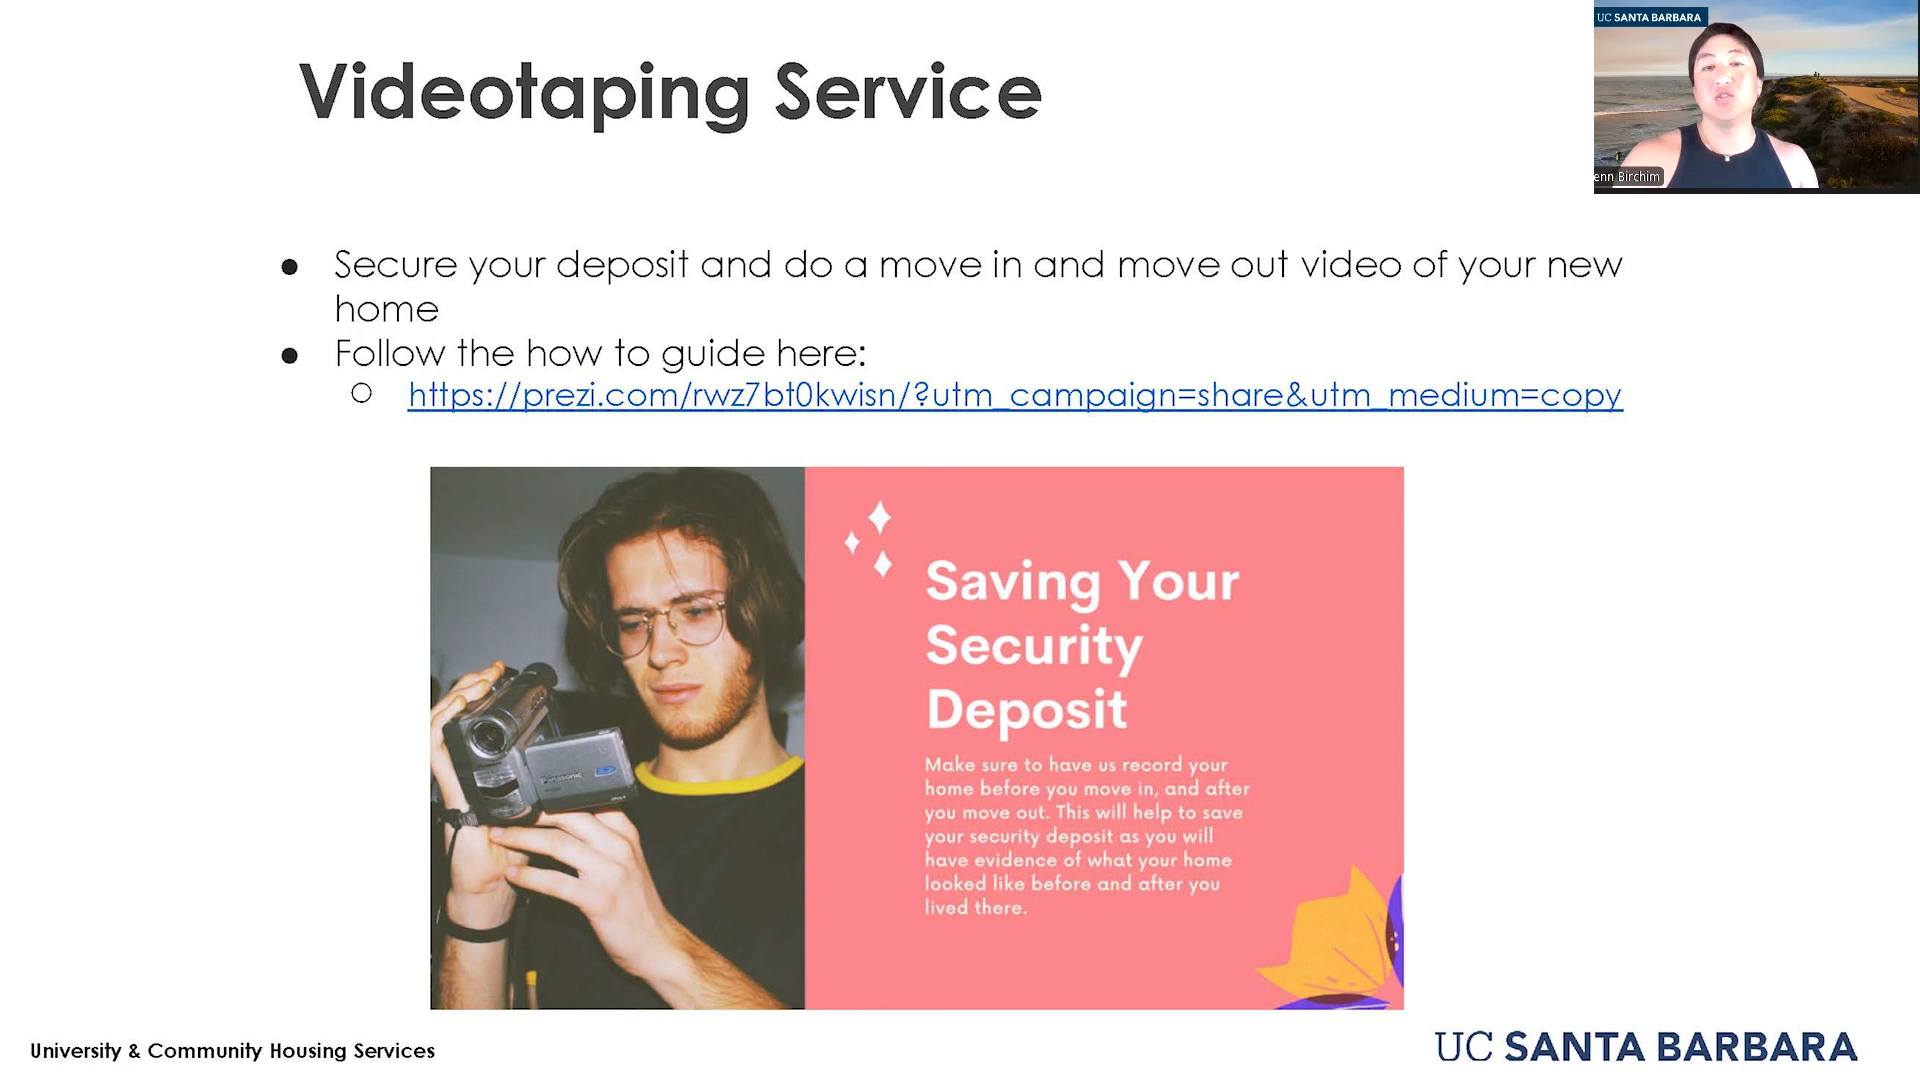 Videotaping Service
UC SANTA BARBARA
enn Birchim
● Secure your deposit and do a move in and move out video of your new
home
● Follow the how to guide here:
○ https://prezi.com/rwz7bt0kwisn/?utm_campaign=share&utm_medium=copy
Saving Your
Security
Deposit
Make sure to have us record your
home before you move in, and after
you move out. This will help to save
your security deposit as you will
have evidence of what your home
looked like before and after you
lived there.
Panasonic
University & Community Housing Services
UC SANTA BARBARA